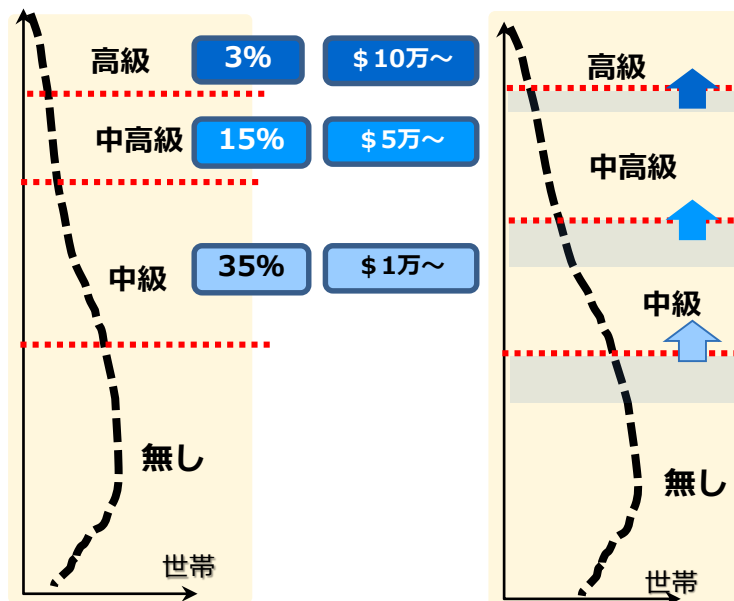 高級 3% ＄10万～
中高級 15% ＄5万～
中級 35% ＄1万～
無し
世帯
高級
中高級
中級
無し
世帯